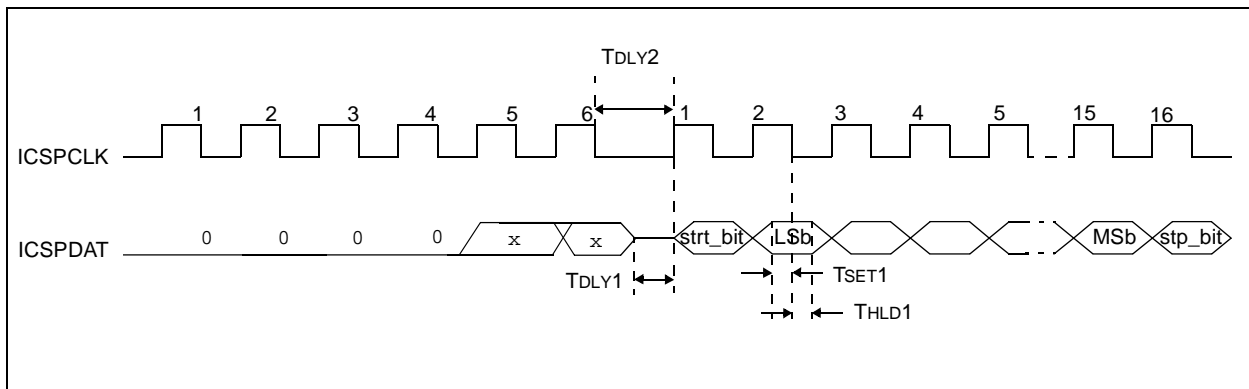 TDLY2
1 2 3 4 5 6 1 2 3 4 5 15 16
ICSPCLK
ICSPDAT
0 0 0 0 x x strt_bit LSb MSb stp_bit
TDLY1
TSET1
THLD1